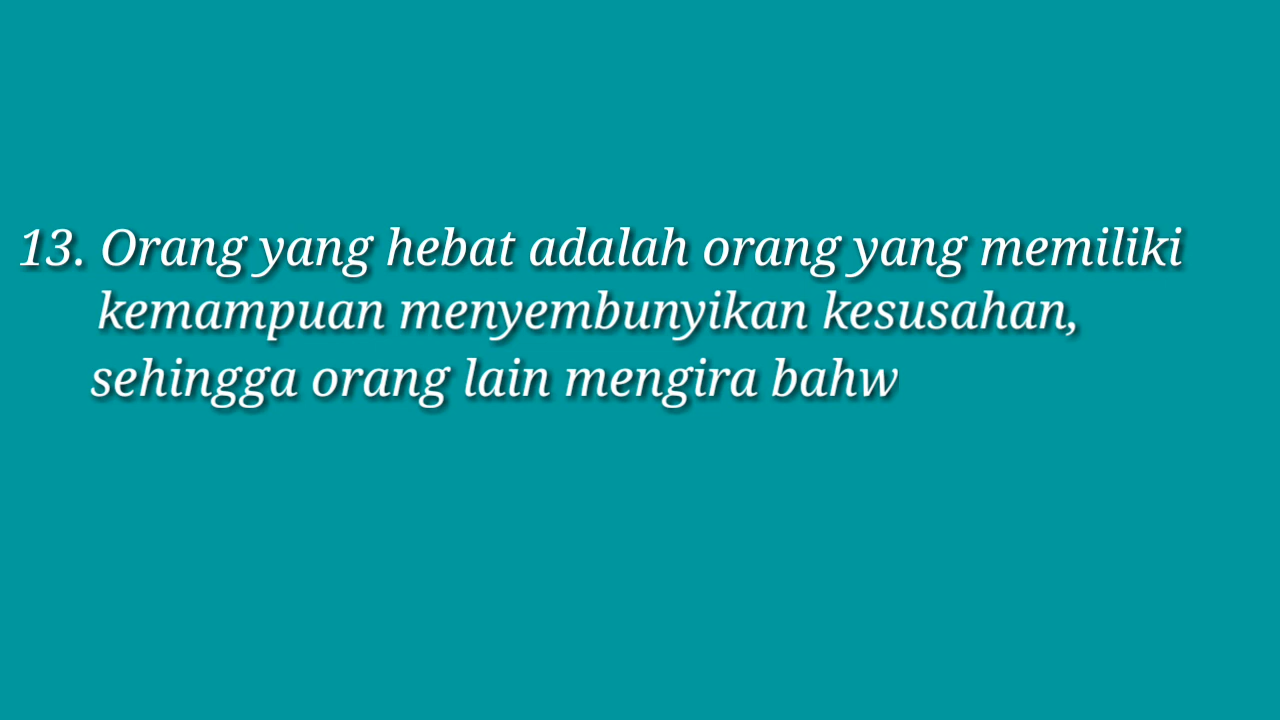 13. Orang yang hebat adalah orang yang memiliki
kemampuan menyembunyikan kesusahan,
sehingga orang lain mengira bahw